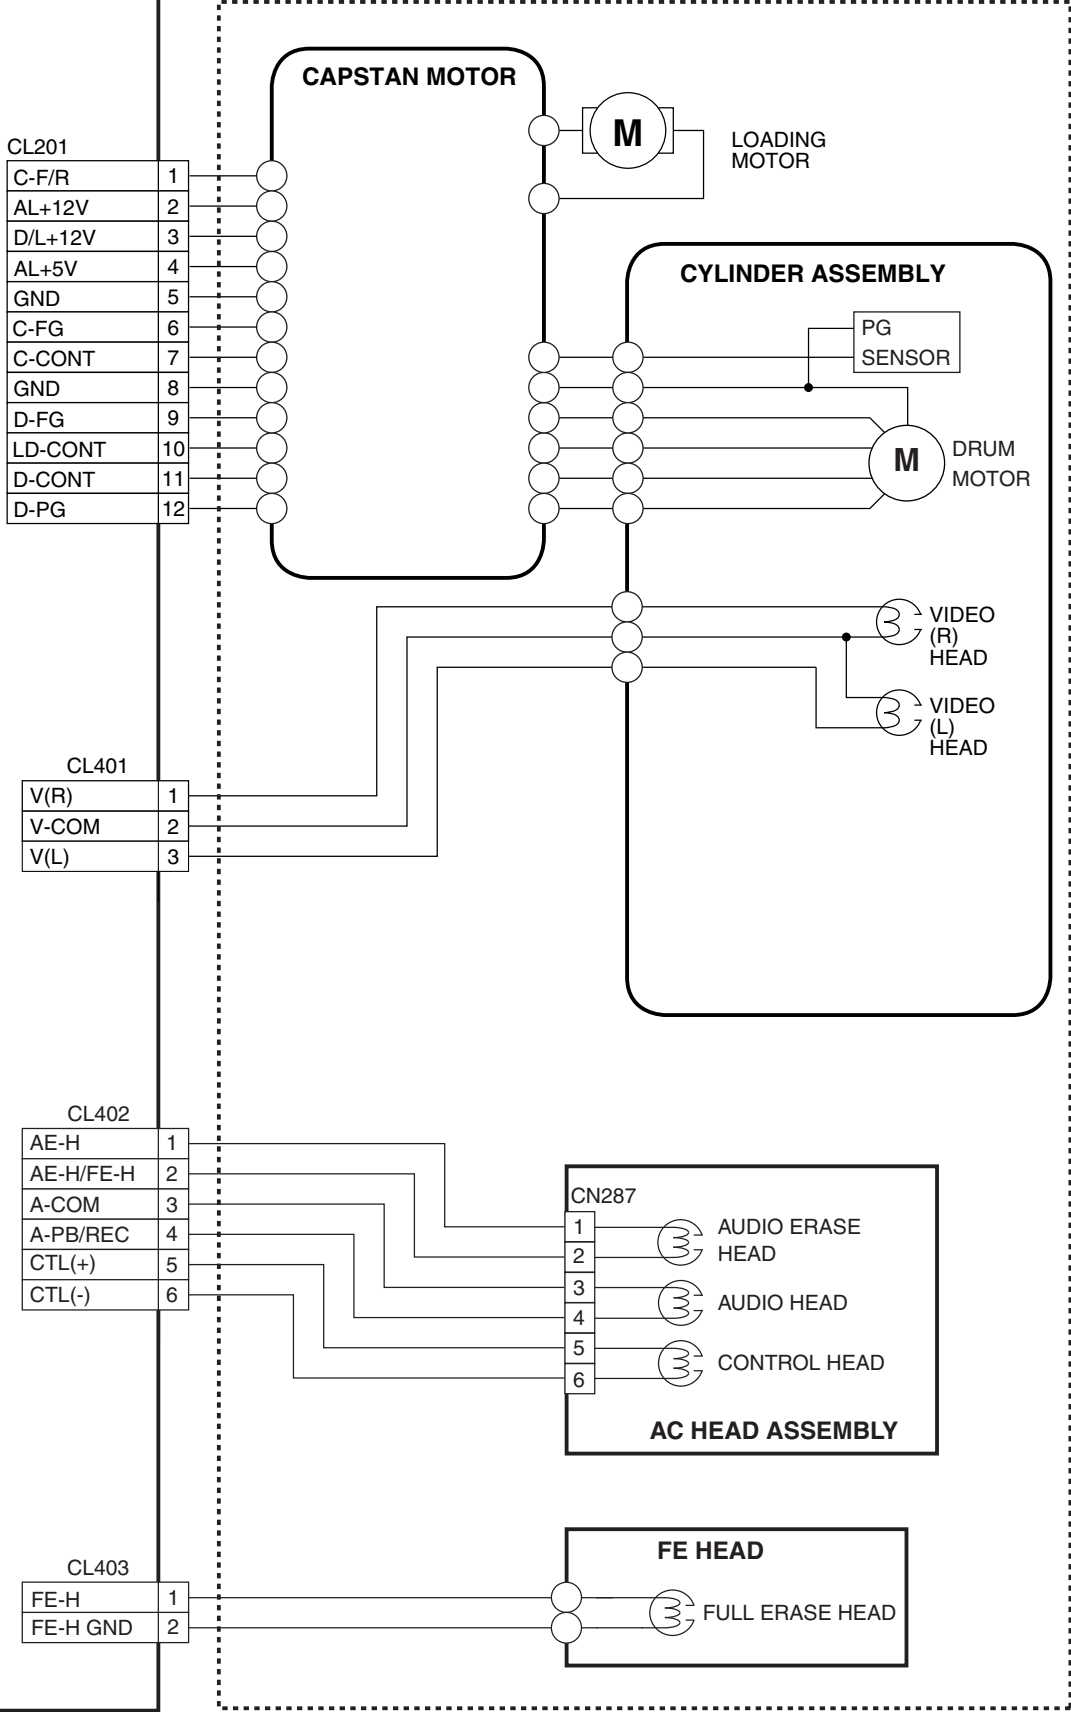 CAPSTAN MOTOR
M
LOADING
MOTOR
CL201
C-F/R 1
AL+12V 2
D/L+12V 3
AL+5V 4
GND 5
C-FG 6
C-CONT 7
GND 8
D-FG 9
LD-CONT 10
D-CONT 11
D-PG 12
CYLINDER ASSEMBLY
PG
SENSOR
M
DRUM
MOTOR
VIDEO
(R)
HEAD
VIDEO
(L)
HEAD
CL401
V(R) 1
V-COM 2
V(L) 3
CL402
AE-H 1
AE-H/FE-H 2
A-COM 3
A-PB/REC 4
CTL(+) 5
CTL(-) 6
CN287
1
2
3
4
5
6
AUDIO ERASE
HEAD
AUDIO HEAD
CONTROL HEAD
AC HEAD ASSEMBLY
CL403
FE-H 1
FE-H GND 2
FE HEAD
FULL ERASE HEAD